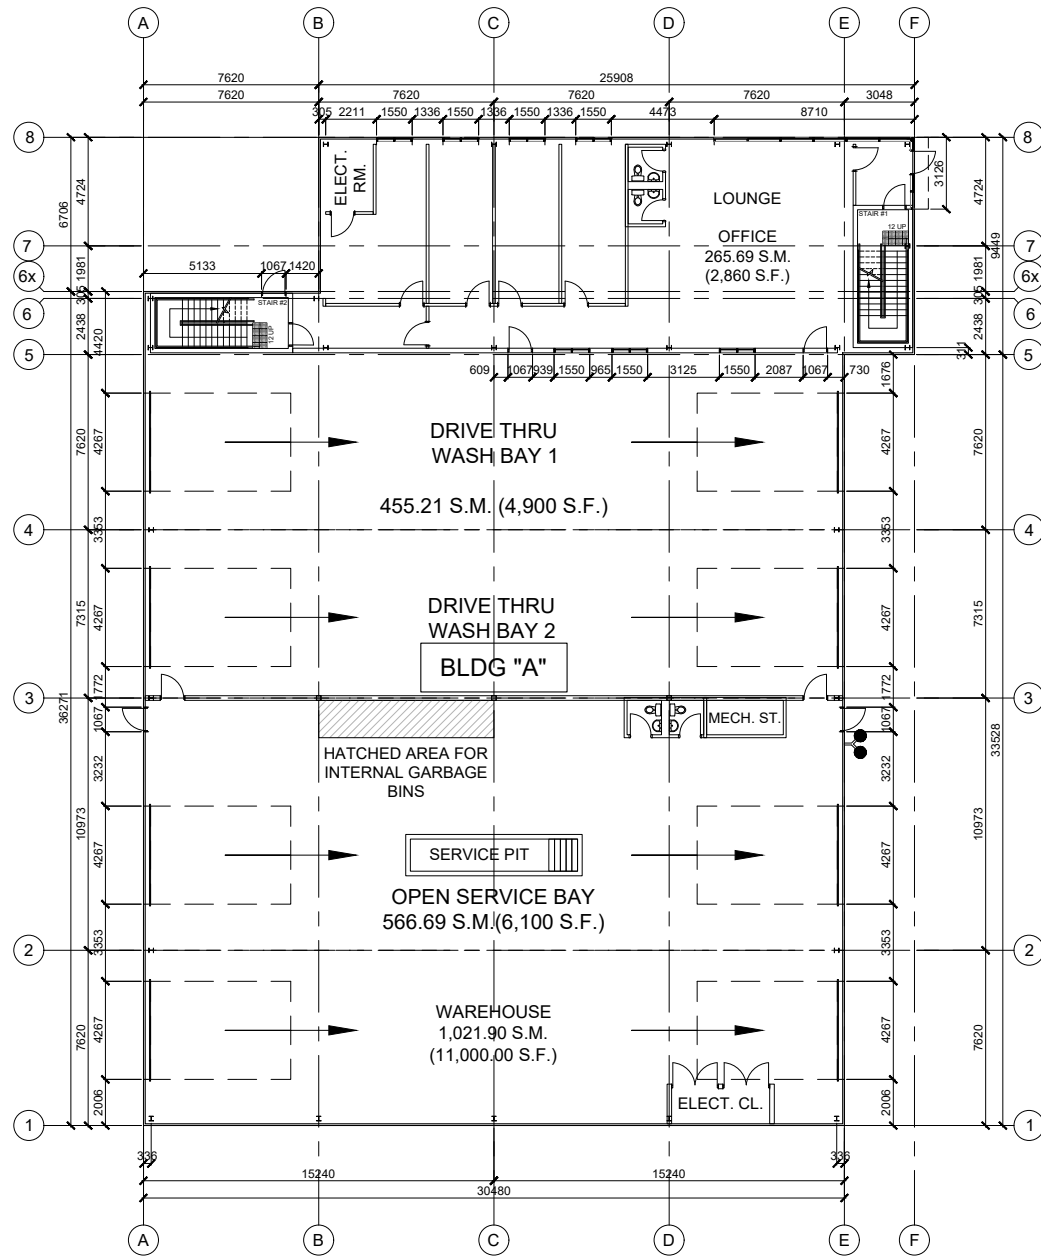 A B C D E F
7620 25908
7620 7620 7620 7620 3048
305 2211 1550 1336 1550 1336 1550 1336 1550 4473 8710
8 8
ELECT.
RM.
LOUNGE
OFFICE
265.69 S.M.
(2,860 S.F.)
STAIR #1
12 UP
3126
4724 4724
6706 9449
7 7
5133 1067 1420
1981 1981
6x 6x
305 305
STAIR #2
12 UP
6 6
2438 2438
4420
5 5
311
609 1067 939 1550 965 1550 3125 1550 2087 1067 730
1676
DRIVE THRU
WASH BAY 1
7620 4267 4267 7620
455.21 S.M. (4,900 S.F.)
4 4
3353 3353
DRIVE THRU
WASH BAY 2
7315 4267 4267 7315
BLDG "A"
1772 1772
3 3
36271 33528
1067 1067
MECH. ST.
HATCHED AREA FOR
INTERNAL GARBAGE
BINS
3232 3232
10973 10973
SERVICE PIT
4267 4267
OPEN SERVICE BAY
566.69 S.M.(6,100 S.F.)
2 2
3353 3353
WAREHOUSE
1,021.90 S.M.
(11,000.00 S.F.)
7620 4267 4267 7620
ELECT. CL.
2006 2006
1 1
336 336
15240 15240
30480
A B C D E F